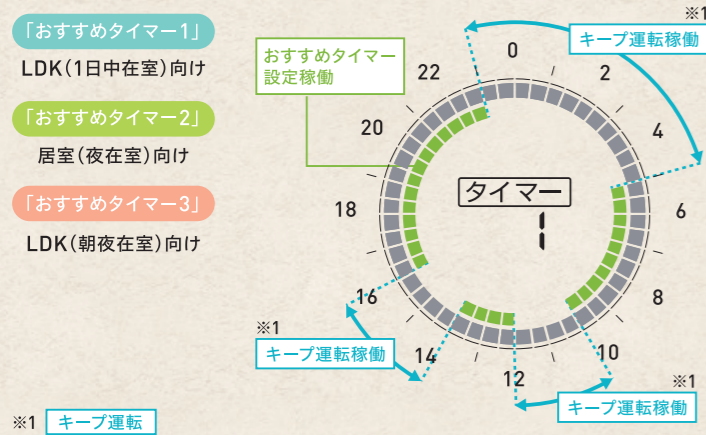 「おすすめタイマー1」
LDK(1日中在室)向け
「おすすめタイマー2」
居室(夜在室)向け
「おすすめタイマー3」
LDK(朝夜在室)向け
※1 キープ運転
おすすめタイマー
設定稼働
※1
キープ運転稼働
0
2
4
6
8
10
12
14
16
18
20
22
タイマー
1
※1
キープ運転稼働
※1
キープ運転稼働